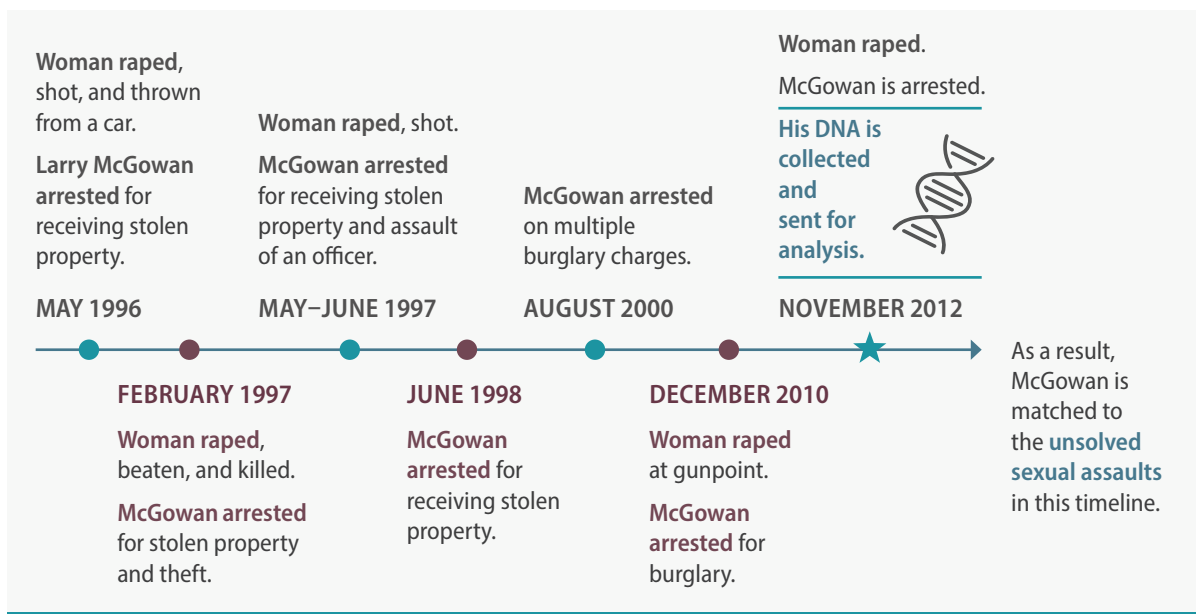 Woman raped,
shot, and thrown
from a car.
Larry McGowan
arrested for
receiving stolen
property.
MAY 1996
Woman raped, shot.
McGowan arrested
for receiving stolen
property and assault
of an officer.
MAY–JUNE 1997
McGowan arrested
on multiple
burglary charges.
AUGUST 2000
Woman raped.
McGowan is arrested.
His DNA is
collected
and
sent for
analysis.
NOVEMBER 2012
FEBRUARY 1997
Woman raped,
beaten, and killed.
McGowan arrested
for stolen property
and theft.
JUNE 1998
McGowan
arrested for
receiving stolen
property.
DECEMBER 2010
Woman raped
at gunpoint.
McGowan
arrested for
burglary.
As a result,
McGowan is
matched to
the unsolved
sexual assaults
in this timeline.